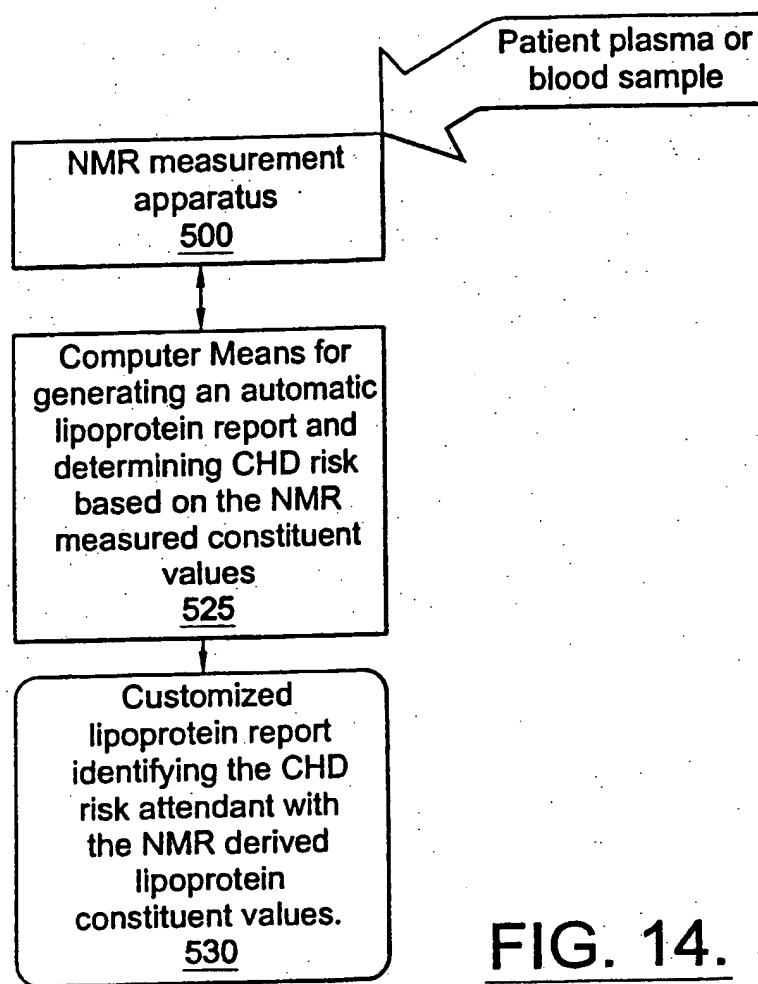 Patient plasma or
blood sample
NMR measurement
apparatus
500
Computer Means for
generating an automatic
lipoprotein report and
determining CHD risk
based on the NMR
measured constituent
values
525
Customized
lipoprotein report
identifying the CHD
risk attendant with
the NMR derived
lipoprotein
constituent values.
530
FIG. 14.